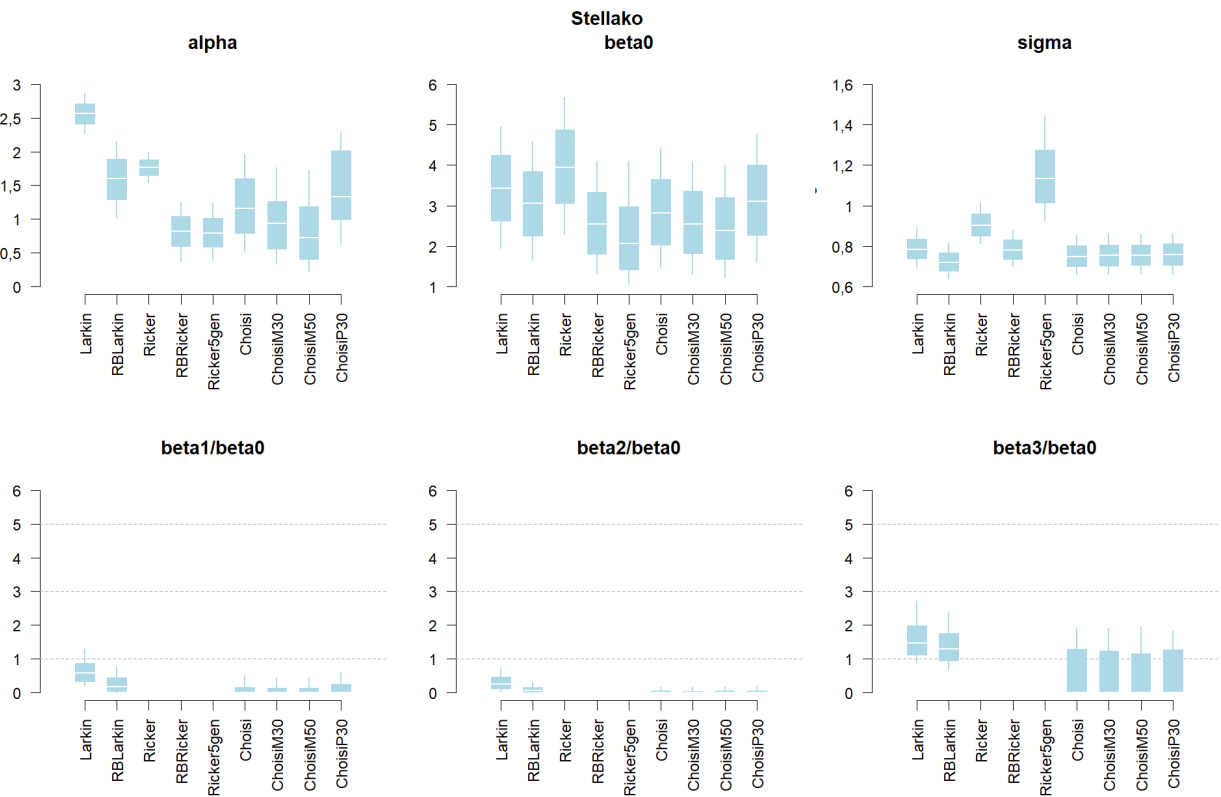 Stellako
alpha
beta0
sigma
3
2,5
2
1,5
1
0,5
0
Larkin
RBLarkin
Ricker
RBRicker
Ricker5gen
Choisi
ChoisiM30
ChoisiM50
ChoisiP30
6
5
4
3
2
1
Larkin
RBLarkin
Ricker
RBRicker
Ricker5gen
Choisi
ChoisiM30
ChoisiM50
ChoisiP30
1,6
1,4
1,2
1
0,8
0,6
Larkin
RBLarkin
Ricker
RBRicker
Ricker5gen
Choisi
ChoisiM30
ChoisiM50
ChoisiP30
beta1/beta0
beta2/beta0
beta3/beta0
6
5
4
3
2
1
0
Larkin
RBLarkin
Ricker
RBRicker
Ricker5gen
Choisi
ChoisiM30
ChoisiM50
ChoisiP30
6
5
4
3
2
1
0
Larkin
RBLarkin
Ricker
RBRicker
Ricker5gen
Choisi
ChoisiM30
ChoisiM50
ChoisiP30
6
5
4
3
2
1
0
Larkin
RBLarkin
Ricker
RBRicker
Ricker5gen
Choisi
ChoisiM30
ChoisiM50
ChoisiP30